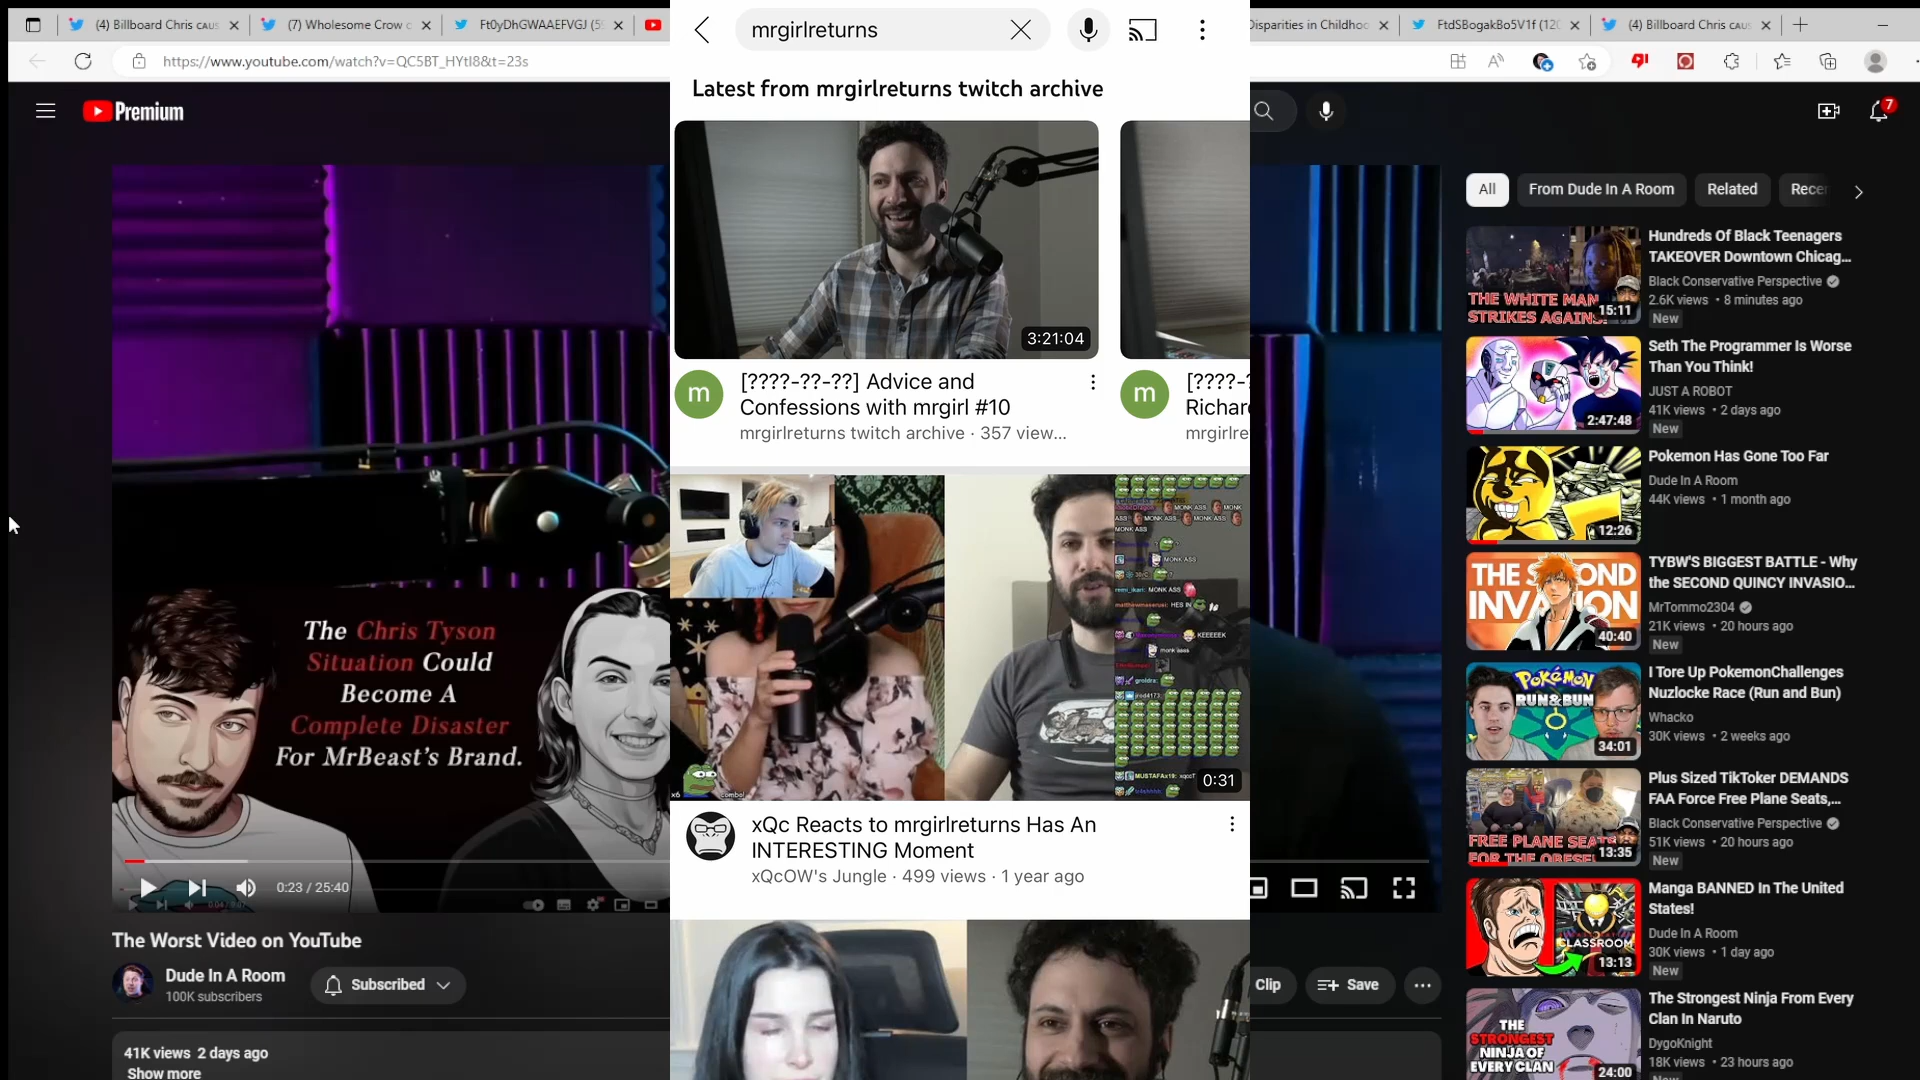 (4) Billboard Chris
(7) Wholesome Crow
Ft0yDhGWAAEFVGJ (5
Disparities in Childhoo
FtdSBogakBo5V1f (120
(4) Billboard Chris
https://www.youtube.com/watch?v=QC5BT_HYtI8&t=23s
Premium
7
mrgirlreturns
Latest from mrgirlreturns twitch archive
3:21:04
m
[????-??-??] Advice and
Confessions with mrgirl #10
mrgirlreturns twitch archive · 357 view...
m
[????-?
Richar
mrgirlre
MONK ASS
KEEEEEK
0:31
xQc Reacts to mrgirlreturns Has An
INTERESTING Moment
xQcOW's Jungle · 499 views · 1 year ago
The Chris Tyson
Situation Could
Become A
Complete Disaster
For MrBeast's Brand.
0:23 / 25:40
The Worst Video on YouTube
Dude In A Room
100K subscribers
Subscribed
Clip
Save
41K views 2 days ago
Show more
All
From Dude In A Room
Related
Recen
THE WHITE MAN
STRIKES AGAINS
15:11
Hundreds Of Black Teenagers
TAKEOVER Downtown Chicag...
Black Conservative Perspective
2.6K views • 8 minutes ago
New
2:47:48
Seth The Programmer Is Worse
Than You Think!
JUST A ROBOT
41K views • 2 days ago
New
12:26
Pokemon Has Gone Too Far
Dude In A Room
44K views • 1 month ago
THE SECOND
INVASION
40:40
TYBW'S BIGGEST BATTLE - Why
the SECOND QUINCY INVASIO...
MrTommo2304
21K views • 20 hours ago
New
POKéMON
RUN&BUN
34:01
I Tore Up PokemonChallenges
Nuzlocke Race (Run and Bun)
Whacko
30K views • 2 weeks ago
FREE PLANE SEATS
FOR THE OBESE
13:35
Plus Sized TikToker DEMANDS
FAA Force Free Plane Seats,...
Black Conservative Perspective
51K views • 20 hours ago
New
CLASSROOM
13:13
Manga BANNED In The United
States!
Dude In A Room
30K views • 1 day ago
New
THE
STRONGEST
NINJA OF
EVERY CLAN
24:00
The Strongest Ninja From Every
Clan In Naruto
DygoKnight
18K views • 23 hours ago